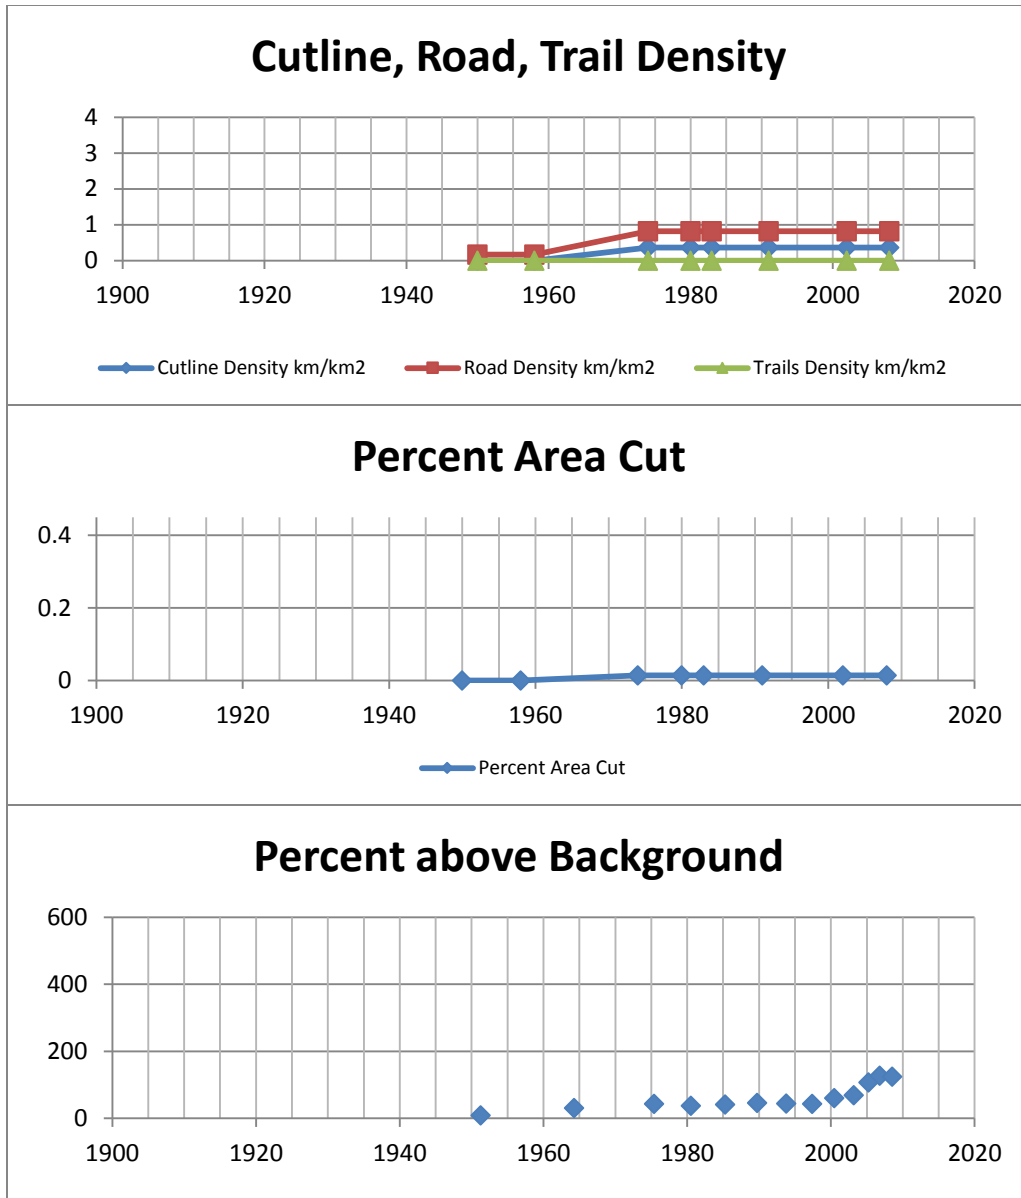 Cutline, Road, Trail Density
4
3
2
1
0
1900 1920 1940 1960 1980 2000 2020
Cutline Density km/km2 Road Density km/km2 Trails Density km/km2
Percent Area Cut
0.4
0.2
0
1900 1920 1940 1960 1980 2000 2020
Percent Area Cut
Percent above Background
600
400
200
0
1900 1920 1940 1960 1980 2000 2020